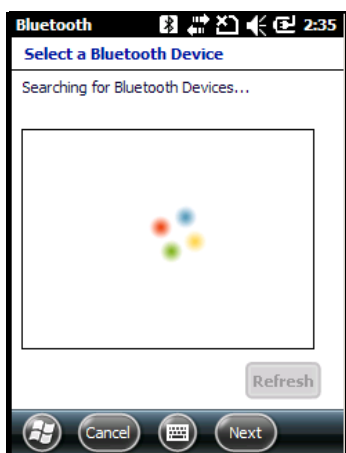 Bluetooth 2:35
Select a Bluetooth Device
Searching for Bluetooth Devices...
Refresh
Cancel Next